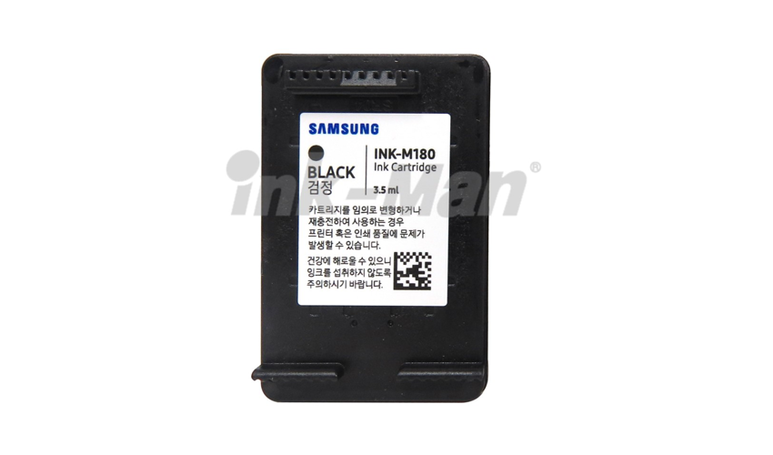 SAMSUNG
BLACK
검정
INK-M180
Ink Cartridge
3.5 ml
카트리지를 임의로 변형하거나
재충전하여 사용하는 경우
프린터 혹은 인쇄 품질에 문제가
발생할 수 있습니다.
건강에 해로울 수 있으니
잉크를 섭취하지 않도록
주의하시기 바랍니다.
ink-Man®